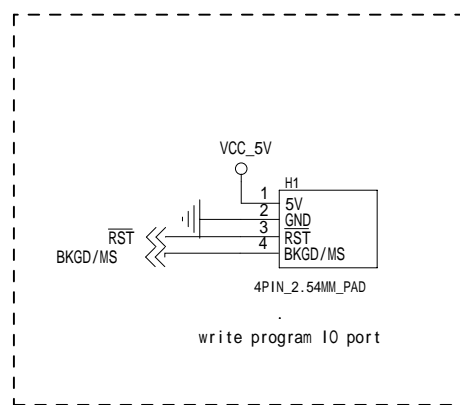 VCC_5V
H1
1 5V
2 GND
RST 3 RST
BKGD/MS 4 BKGD/MS
4PIN_2.54MM_PAD
.
write program IO port